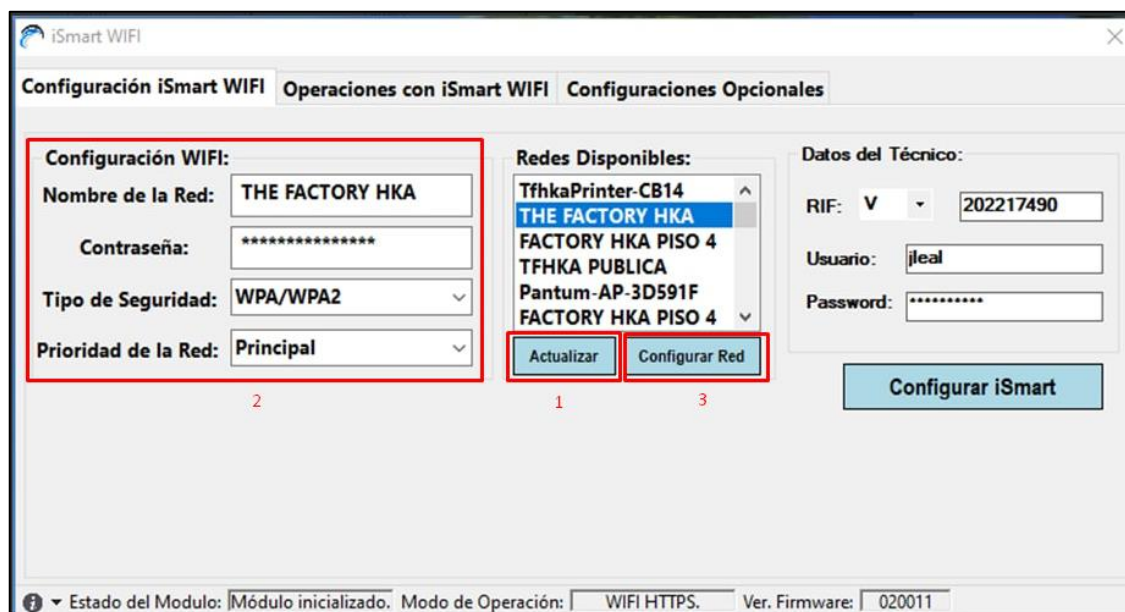 iSmart WIFI
Configuración iSmart WIFI Operaciones con iSmart WIFI Configuraciones Opcionales
Configuración WIFI:
Nombre de la Red: THE FACTORY HKA
Contraseña: ***************
Tipo de Seguridad: WPA/WPA2
Prioridad de la Red: Principal
2
Redes Disponibles:
TfhkaPrinter-CB14
THE FACTORY HKA
FACTORY HKA PISO 4
TFHKA PUBLICA
Pantum-AP-3D591F
FACTORY HKA PISO 4
Actualizar Configurar Red
1 3
Datos del Técnico:
RIF: V 202217490
Usuario: jleal
Password: **********
Configurar iSmart
Estado del Modulo: Módulo inicializado. Modo de Operación: WIFI HTTPS. Ver. Firmware: 020011